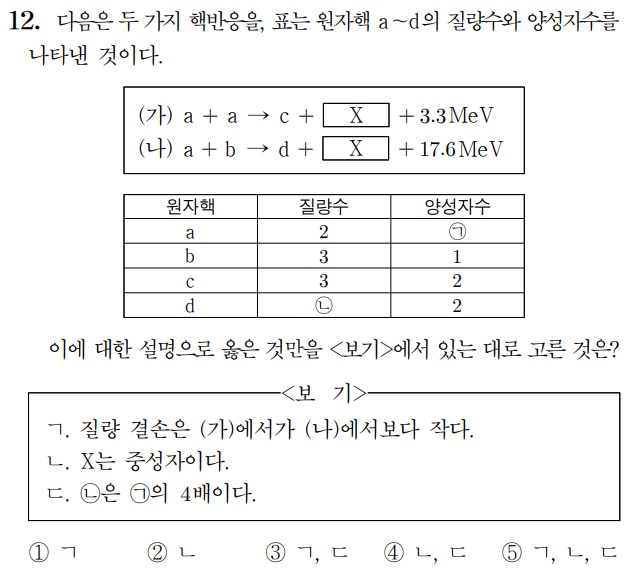 12. 다음은 두 가지 핵반응을, 표는 원자핵 a~d의 질량수와 양성자수를
나타낸 것이다.
(가) a + a → c + X + 3.3MeV
(나) a + b → d + X + 17.6MeV
원자핵 질량수 양성자수
a 2 ㉠
b 3 1
c 3 2
d ㉡ 2
이에 대한 설명으로 옳은 것만을 <보기>에서 있는 대로 고른 것은?
<보 기>
ㄱ. 질량 결손은 (가)에서가 (나)에서보다 작다.
ㄴ. X는 중성자이다.
ㄷ. ㉡은 ㉠의 4배이다.
① ㄱ ② ㄴ ③ ㄱ, ㄷ ④ ㄴ, ㄷ ⑤ ㄱ, ㄴ, ㄷ